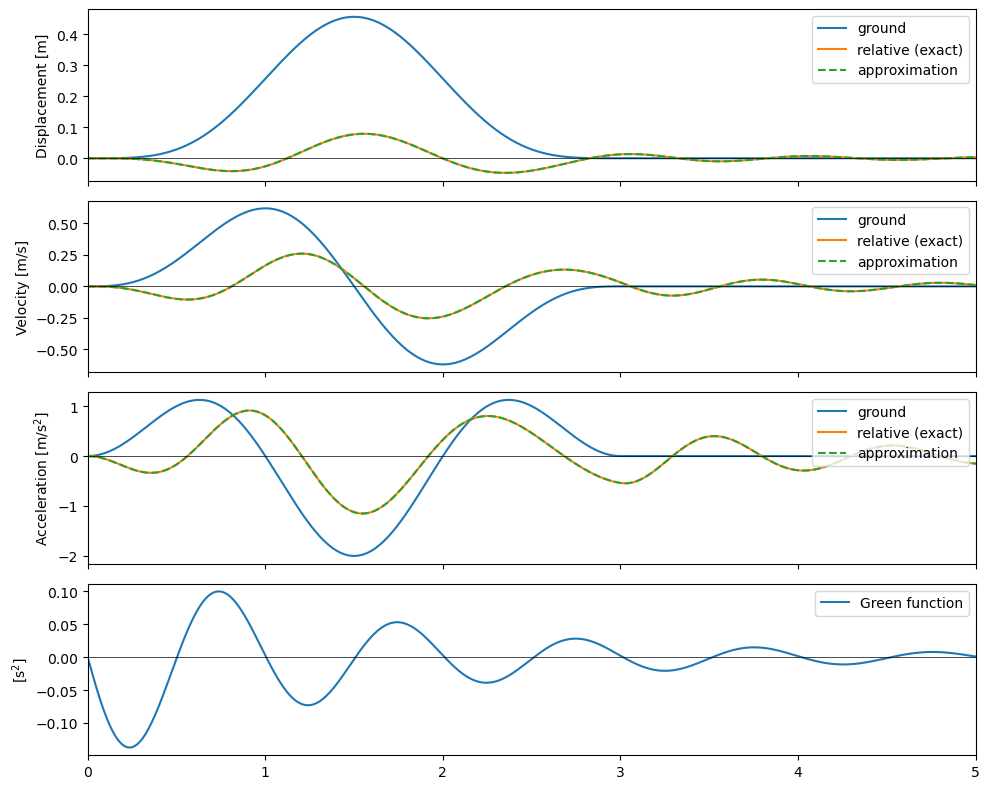 Displacement [m]
0.4
0.3
0.2
0.1
0.0
ground
relative (exact)
approximation
Velocity [m/s]
0.50
0.25
0.00
−0.25
−0.50
ground
relative (exact)
approximation
Acceleration [m/s²]
1
0
−1
−2
ground
relative (exact)
approximation
[s²]
0.10
0.05
0.00
−0.05
−0.10
Green function
0 1 2 3 4 5